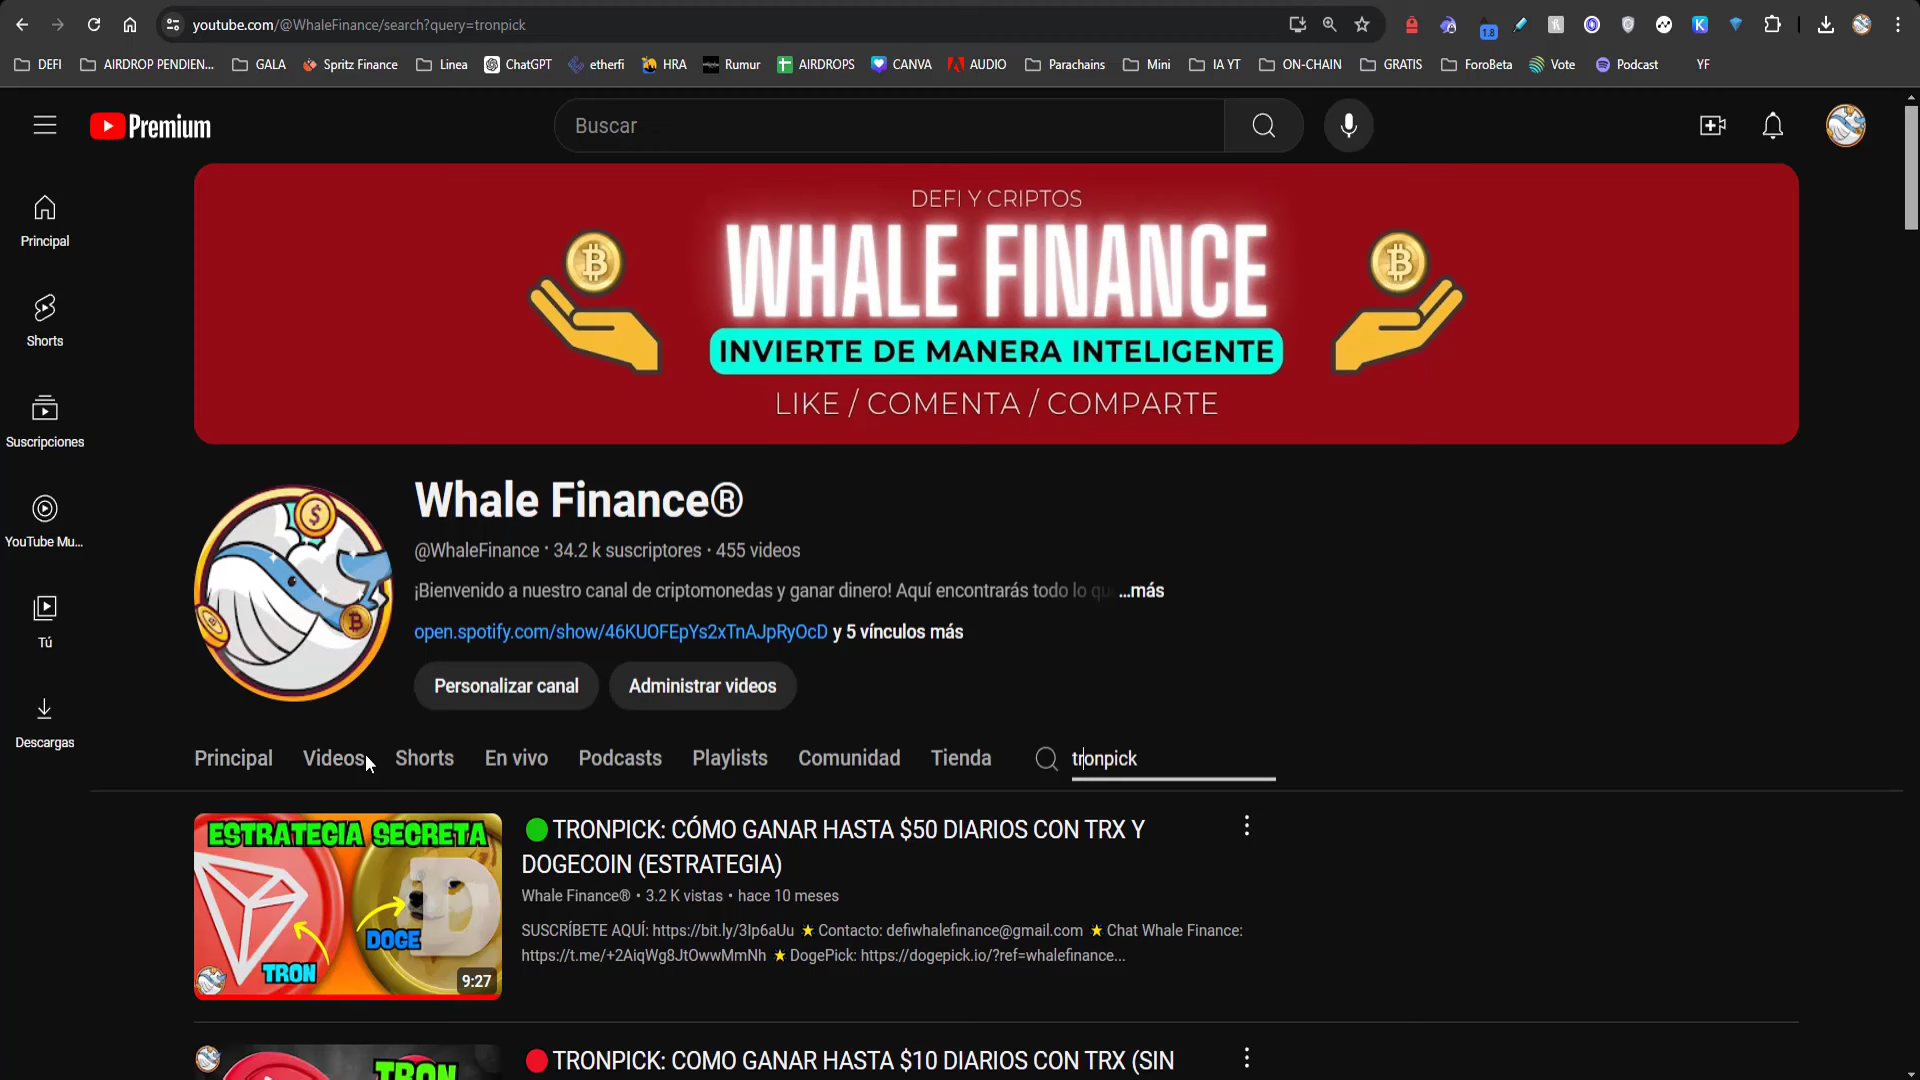 youtube.com/@WhaleFinance/search?query=tronpick
1.8
K
DEFI
AIRDROP PENDIEN...
GALA
Spritz Finance
Linea
ChatGPT
etherfi
HRA
Rumur
AIRDROPS
CANVA
AUDIO
Parachains
Mini
IA YT
ON-CHAIN
GRATIS
ForoBeta
Vote
Podcast
YF
Premium
Buscar
Principal
Shorts
Suscripciones
YouTube Mu...
Tú
Descargas
DEFI Y CRIPTOS
WHALE FINANCE
INVIERTE DE MANERA INTELIGENTE
LIKE / COMENTA / COMPARTE
Whale Finance®
@WhaleFinance · 34.2 k suscriptores · 455 videos
¡Bienvenido a nuestro canal de criptomonedas y ganar dinero! Aquí encontrarás todo lo qu ...más
open.spotify.com/show/46KUOFEpYs2xTnAJpRyOcD y 5 vínculos más
Personalizar canal
Administrar videos
Principal
Videos
Shorts
En vivo
Podcasts
Playlists
Comunidad
Tienda
tronpick
ESTRATEGIA SECRETA
DOGE
TRON
9:27
TRONPICK: CÓMO GANAR HASTA $50 DIARIOS CON TRX Y
DOGECOIN (ESTRATEGIA)
Whale Finance® · 3.2 K vistas · hace 10 meses
SUSCRÍBETE AQUÍ: https://bit.ly/3Ip6aUu ★ Contacto: defiwhalefinance@gmail.com ★ Chat Whale Finance:
https://t.me/+2AiqWg8JtOwwMmNh ★ DogePick: https://dogepick.io/?ref=whalefinance...
TRON
TRONPICK: COMO GANAR HASTA $10 DIARIOS CON TRX (SIN